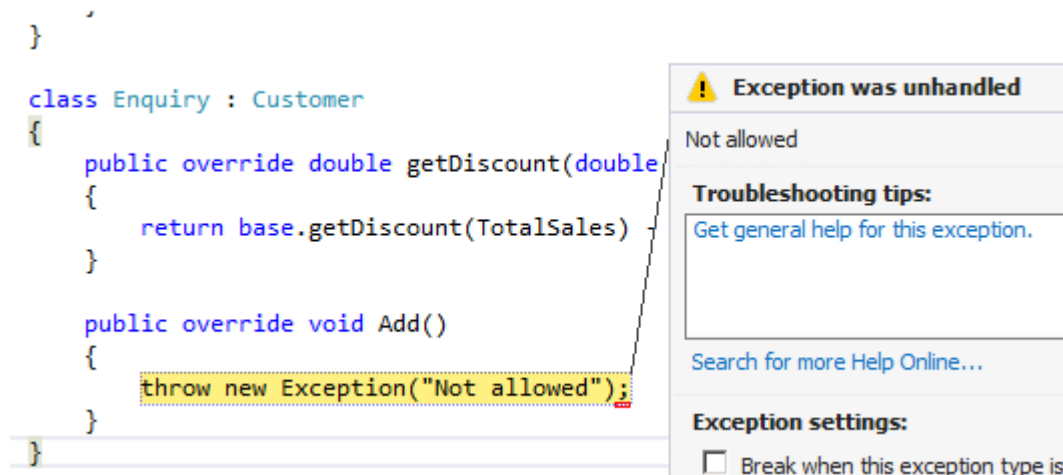 }
class Enquiry : Customer
{
public override double getDiscount(double
{
return base.getDiscount(TotalSales) -
}
public override void Add()
{
throw new Exception("Not allowed");
}
}
Exception was unhandled
Not allowed
Troubleshooting tips:
Get general help for this exception.
Search for more Help Online...
Exception settings:
Break when this exception type is